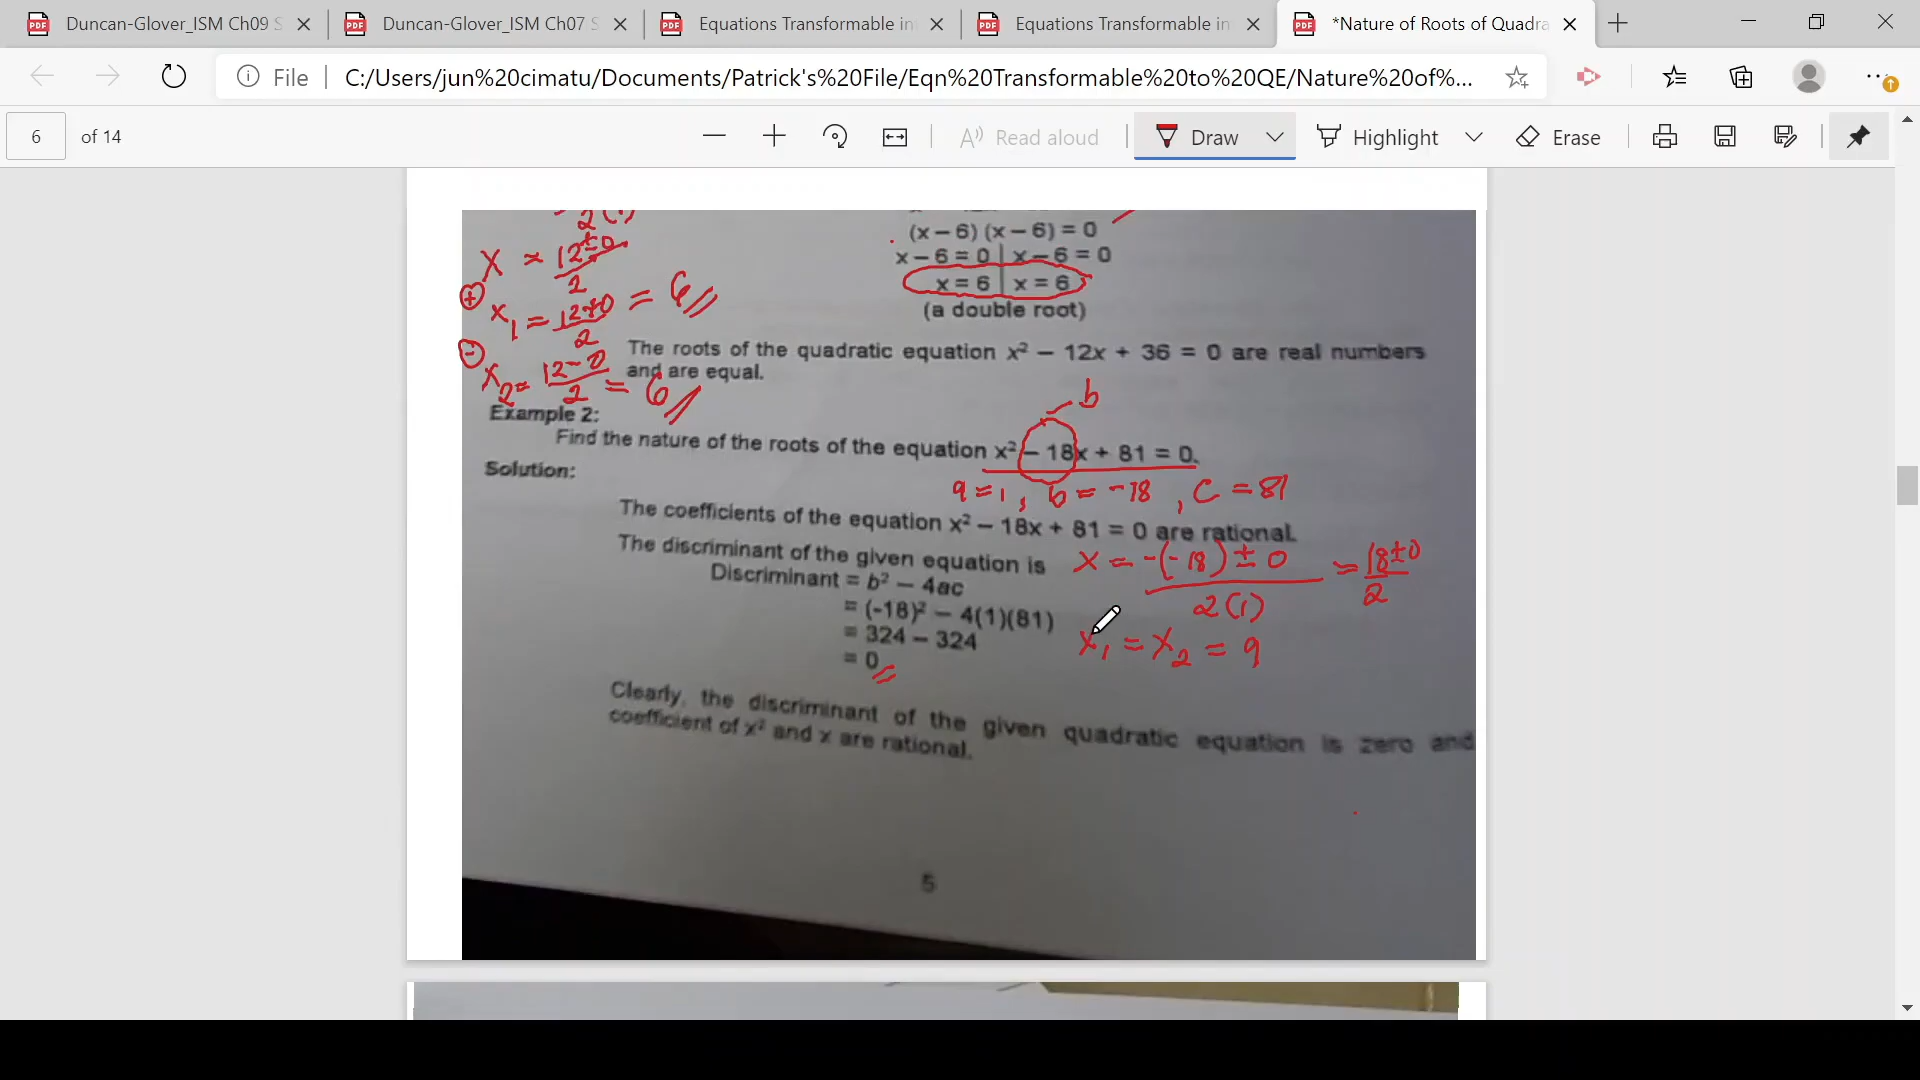 Duncan-Glover_ISM Ch09 S
Duncan-Glover_ISM Ch07 S
Equations Transformable in
Equations Transformable in
*Nature of Roots of Quadra
File
C:/Users/jun%20cimatu/Documents/Patrick's%20File/Eqn%20Transformable%20to%20QE/Nature%20of%...
6 of 14
Read aloud
Draw
Highlight
Erase
2(1)
x = 12±0
2
(x – 6) (x – 6) = 0
x – 6 = 0 | x – 6 = 0
x = 6 | x = 6
(a double root)
+ x1 = 12+0 = 6
2
- x2 = 12-0 = 6
2
The roots of the quadratic equation x² – 12x + 36 = 0 are real numbers
and are equal.
b
Example 2:
Find the nature of the roots of the equation x² – 18x + 81 = 0.
Solution:
a = 1, b = -18, c = 81
The coefficients of the equation x² – 18x + 81 = 0 are rational.
The discriminant of the given equation is
Discriminant = b² – 4ac
= (-18)² – 4(1)(81)
= 324 – 324
= 0
x = -(-18) ± 0 = 18±0
2(1) 2
x1 = x2 = 9
Clearly, the discriminant of the given quadratic equation is zero and
coefficient of x² and x are rational.
5